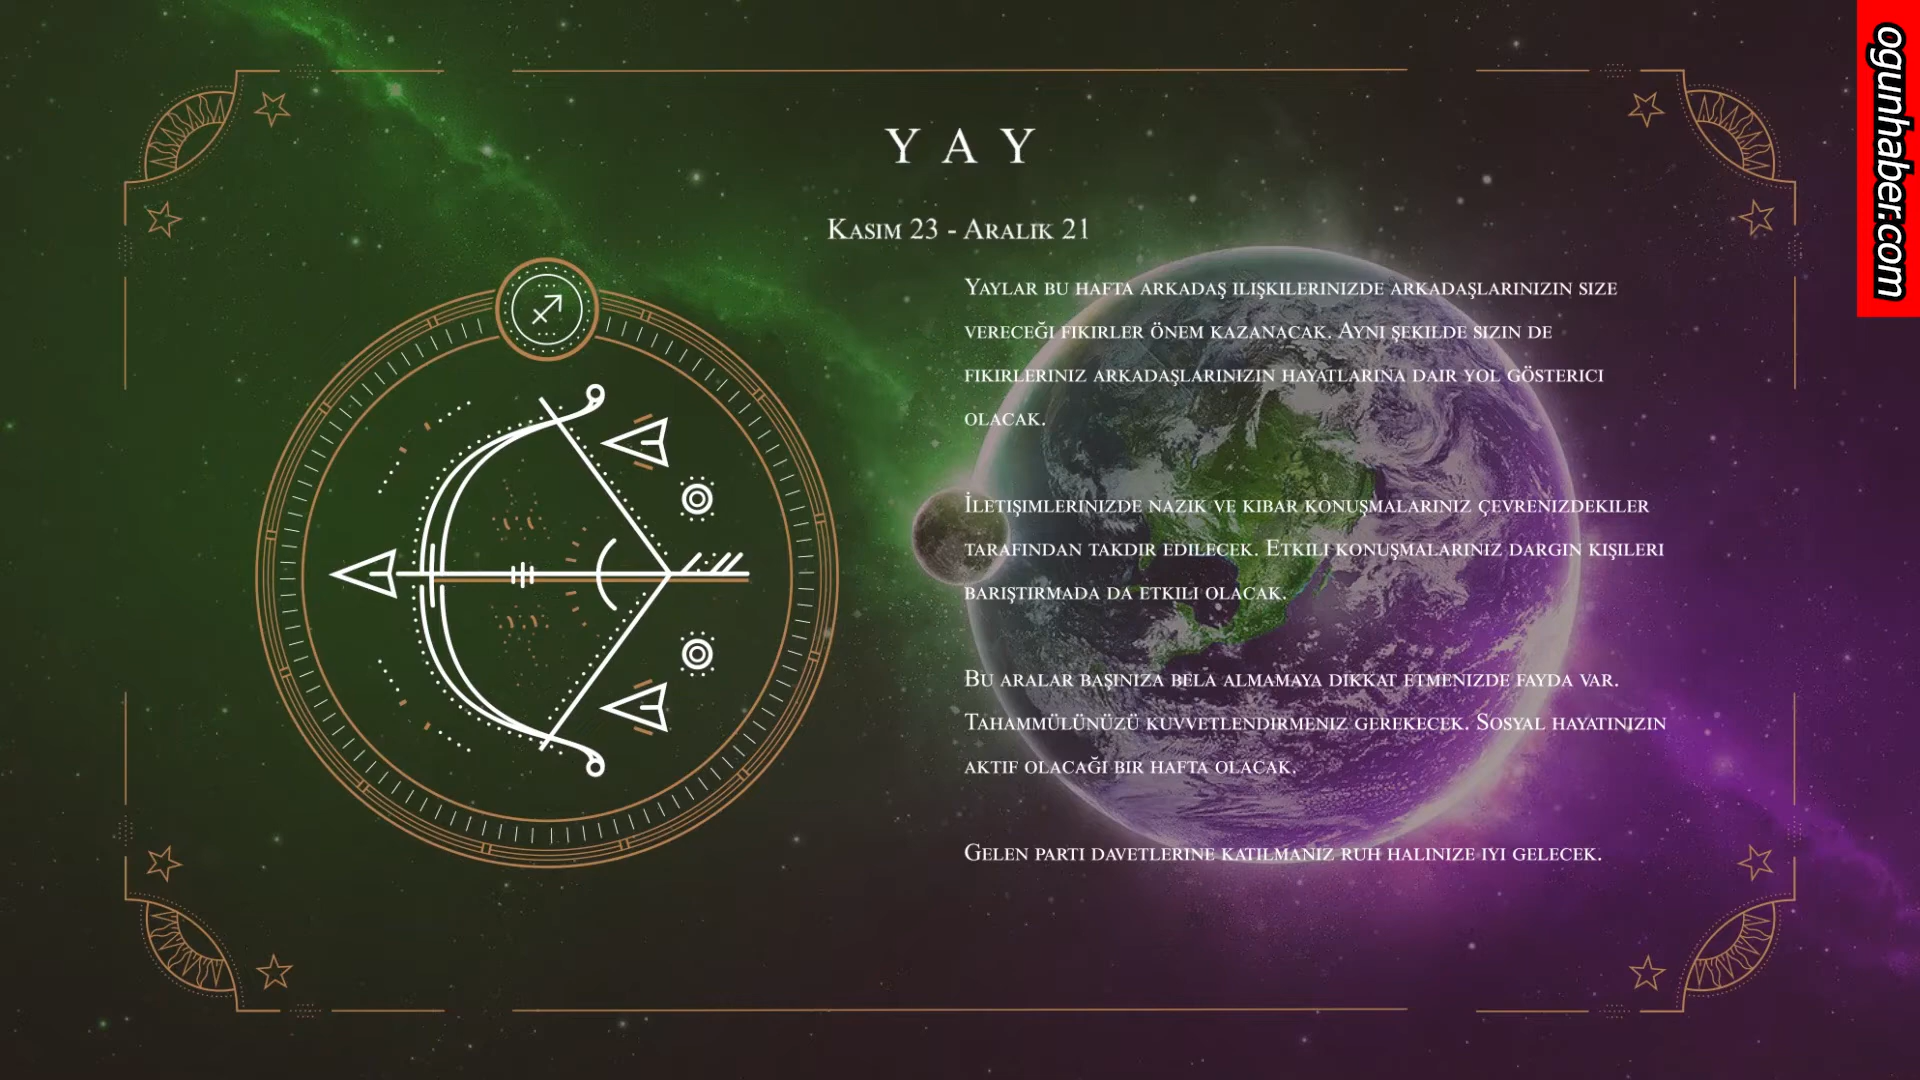 YAY
Kasım 23 - Aralık 21
Yaylar bu hafta arkadaş ilişkilerinizde arkadaşlarınızın size
vereceği fikirler önem kazanacak. Aynı şekilde sizin de
fikirleriniz arkadaşlarınızın hayatlarına dair yol gösterici
olacak.
İletişimlerinizde nazik ve kibar konuşmalarınız çevrenizdekiler
tarafından takdir edilecek. Etkili konuşmalarınız dargın kişileri
barıştırmada da etkili olacak.
Bu aralar başınıza bela almamaya dikkat etmenizde fayda var.
Tahammülünüzü kuvvetlendirmeniz gerekecek. Sosyal hayatınızın
aktif olacağı bir hafta olacak.
Gelen parti davetlerine katılmanız ruh halinize iyi gelecek.
ogunhaber.com